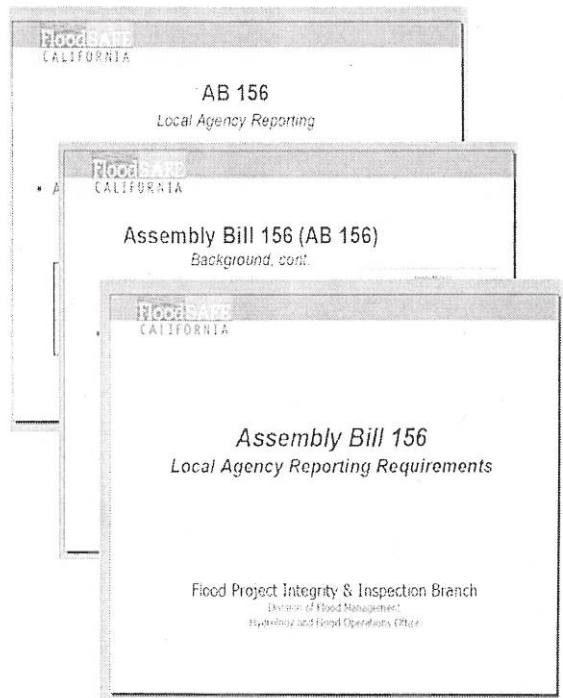 FloodSAFE
CALIFORNIA
AB 156
Local Agency Reporting
• A
FloodSAFE
CALIFORNIA
Assembly Bill 156 (AB 156)
Background, cont.
•
FloodSAFE
CALIFORNIA
Assembly Bill 156
Local Agency Reporting Requirements
Flood Project Integrity & Inspection Branch
Division of Flood Management
Hydrology and Flood Operations Office